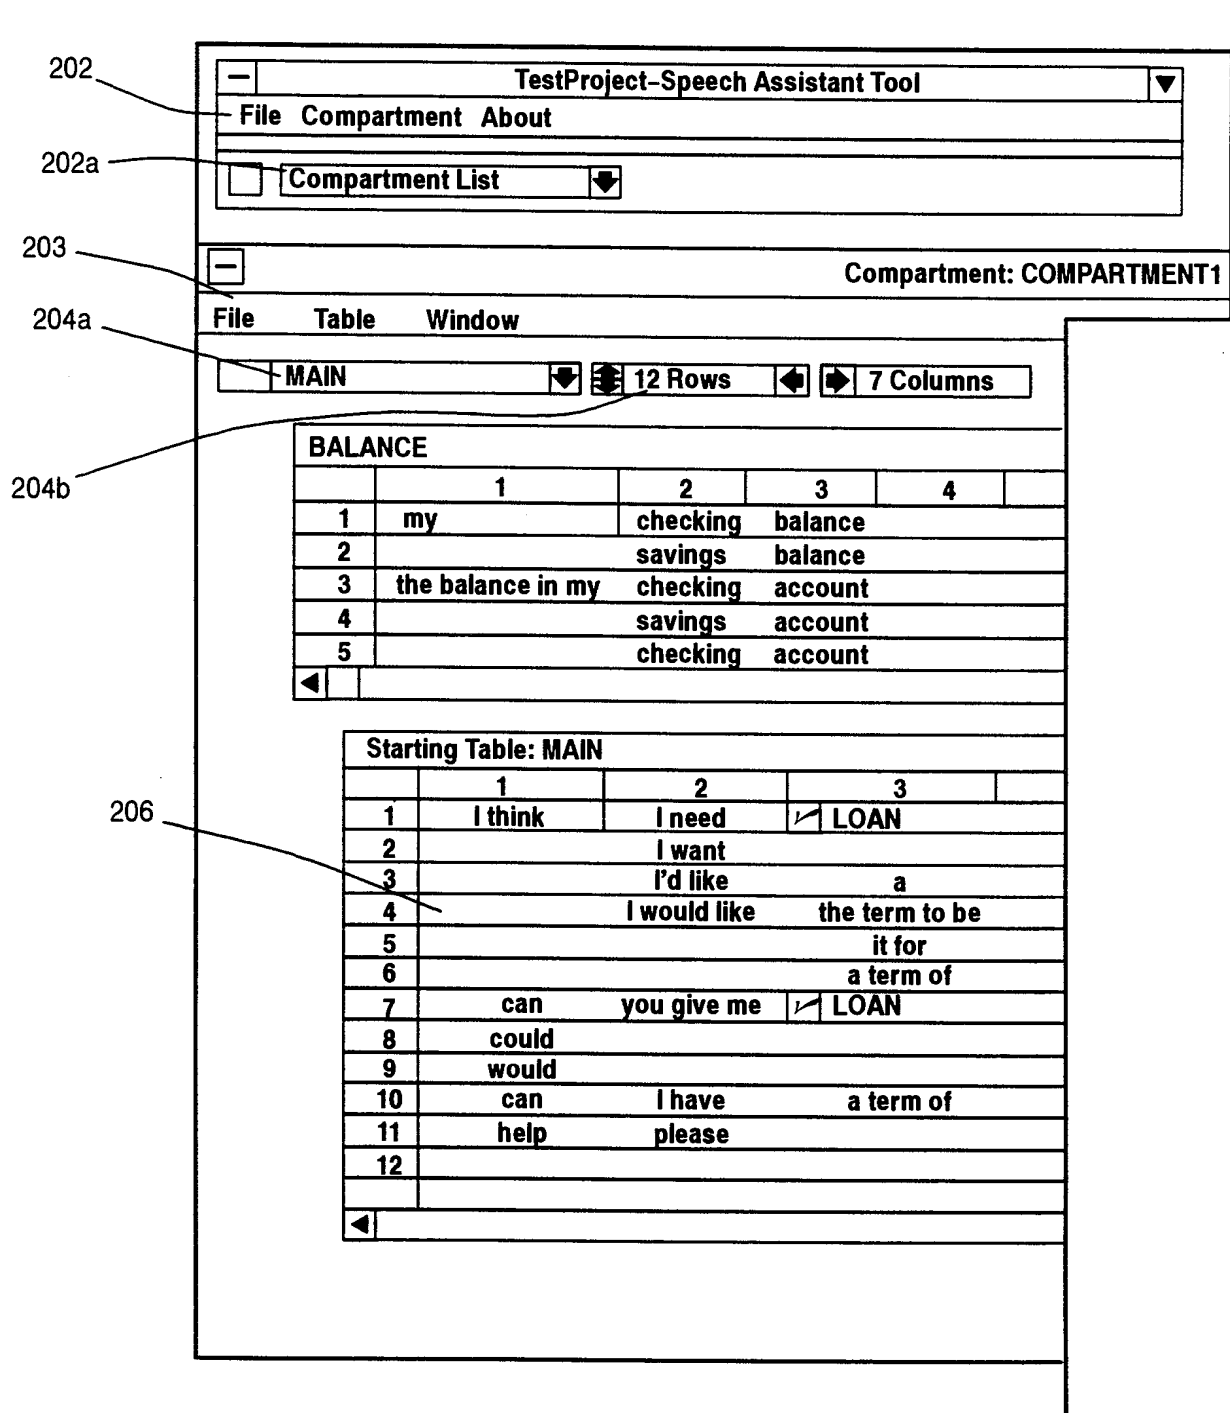 202
TestProject-Speech Assistant Tool
File Compartment About
202a
Compartment List
203
Compartment: COMPARTMENT1
204a
File Table Window
MAIN 12 Rows 7 Columns
204b
BALANCE
1 2 3 4
1 my checking balance
2 savings balance
3 the balance in my checking account
4 savings account
5 checking account
Starting Table: MAIN
1 2 3
206
1 I think I need LOAN
2 I want
3 I'd like a
4 I would like the term to be
5 it for
6 a term of
7 can you give me LOAN
8 could
9 would
10 can I have a term of
11 help please
12